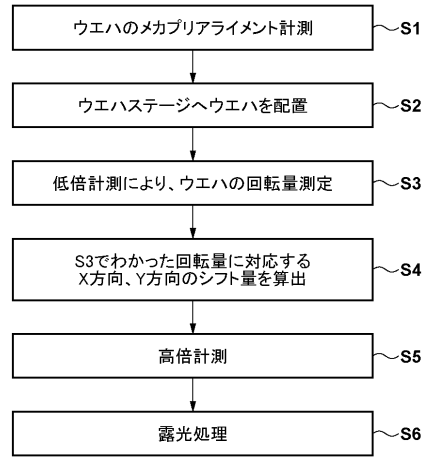 ウエハのメカプリアライメント計測
S1
ウエハステージへウエハを配置
S2
低倍計測により、ウエハの回転量測定
S3
S3でわかった回転量に対応する
X方向、Y方向のシフト量を算出
S4
高倍計測
S5
露光処理
S6